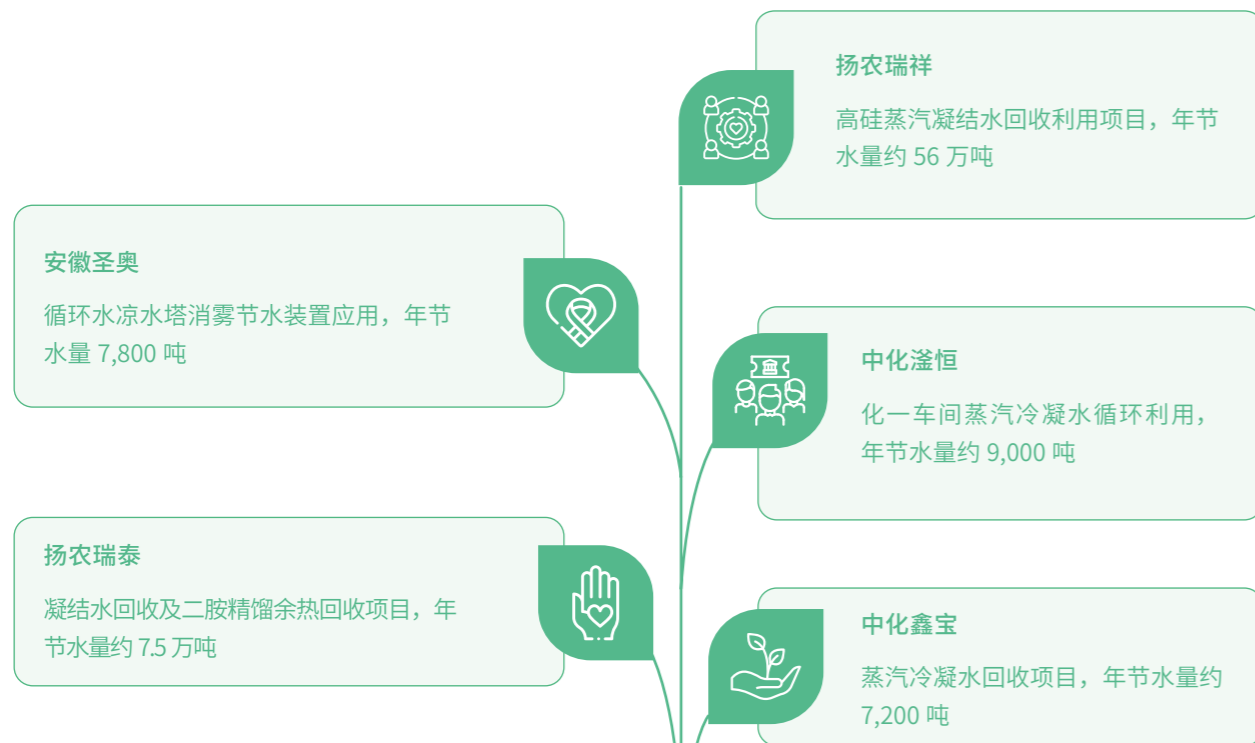 扬农瑞祥
高硅蒸汽凝结水回收利用项目，年节
水量约 56 万吨
安徽圣奥
循环水凉水塔消雾节水装置应用，年节
水量 7,800 吨
中化滏恒
化一车间蒸汽冷凝水循环利用，
年节水量约 9,000 吨
扬农瑞泰
凝结水回收及二胺精馏余热回收项目，年
节水量约 7.5 万吨
中化鑫宝
蒸汽冷凝水回收项目，年节水量约
7,200 吨